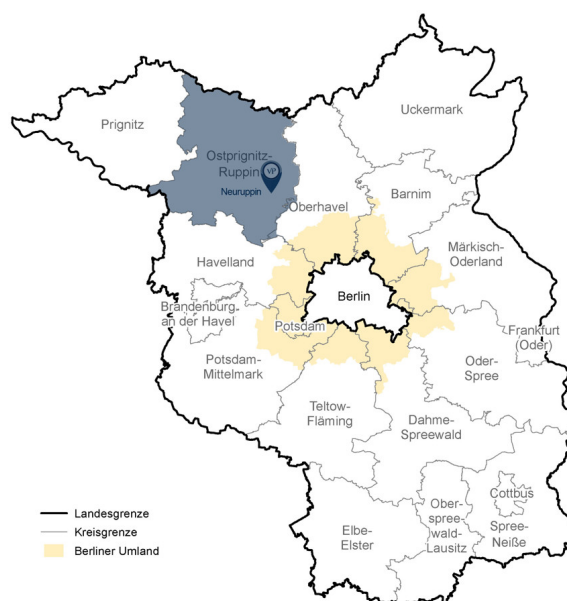 Uckermark
Prignitz
Ostprignitz-
Ruppin
VP
Neuruppin
Oberhavel
Barnim
Havelland
Märkisch-
Oderland
Berlin
Brandenburg
an der Havel
Potsdam
Frankfurt
(Oder)
Potsdam-
Mittelmark
Oder-
Spree
Teltow-
Fläming
Dahme-
Spreewald
Cottbus
Ober-
spree-
wald-
Lausitz
Spree-
Neiße
Elbe-
Elster
Landesgrenze
Kreisgrenze
Berliner Umland